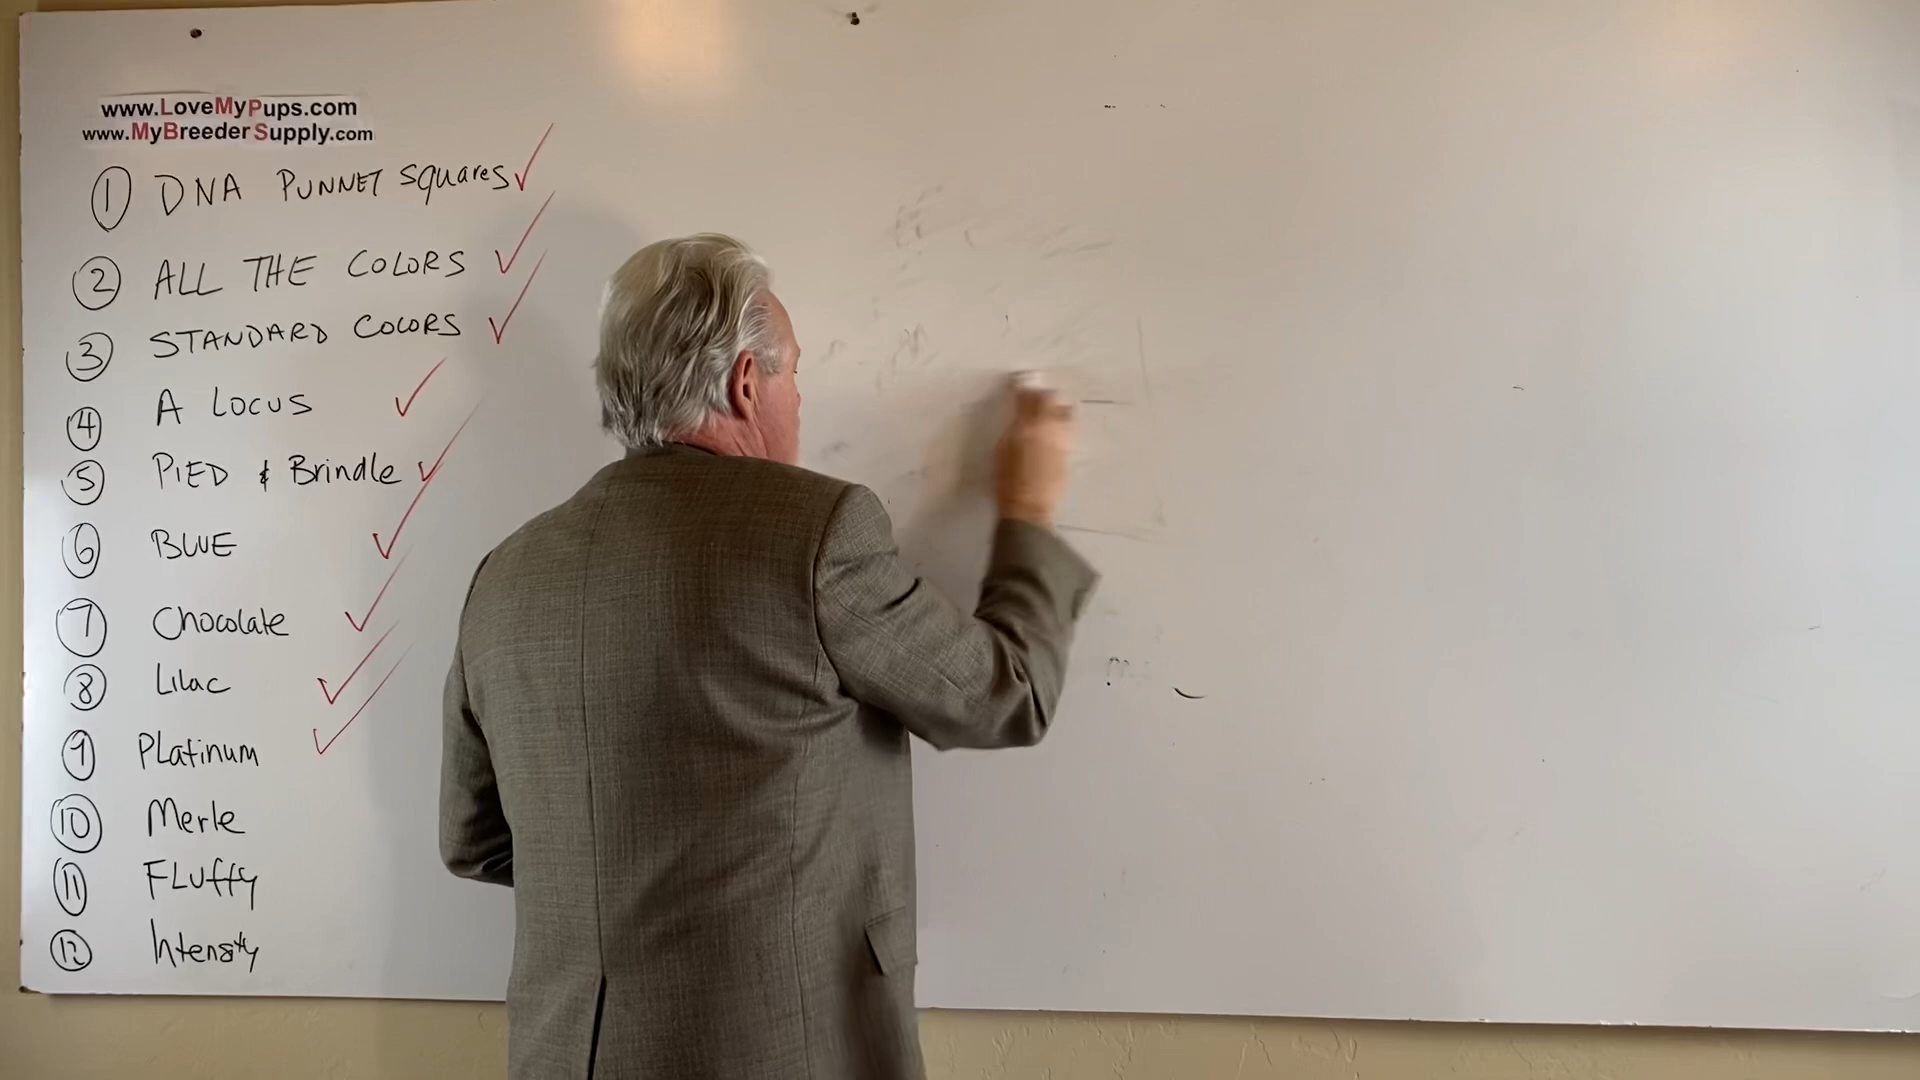 www.LoveMyPups.com
www.MyBreederSupply.com
1 DNA PUNNET Squares ✓
2 ALL THE COLORS ✓
3 STANDARD COLORS ✓
4 A LOCUS ✓
5 PIED & Brindle ✓
6 BLUE ✓
7 Chocolate ✓
8 Lilac ✓
9 Platinum ✓
10 Merle
11 FLuffy
12 Intensity